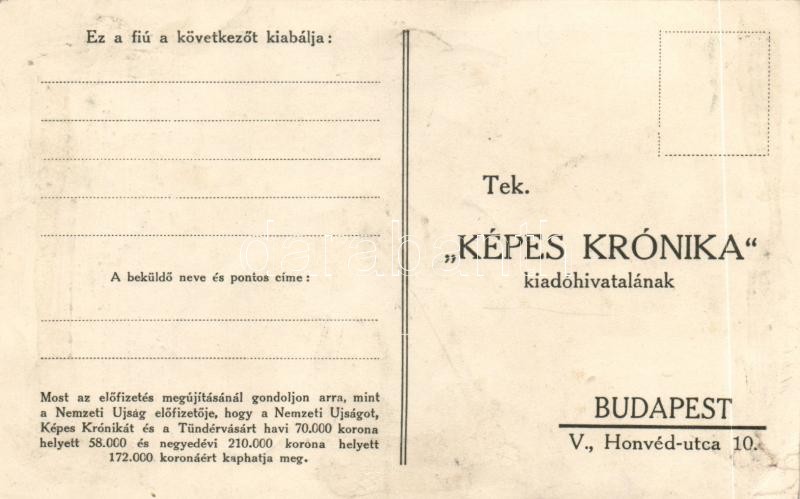 Ez a fiú a következőt kiabálja:
A beküldő neve és pontos címe:
Most az előfizetés megújításánál gondoljon arra, mint
a Nemzeti Ujság előfizetője, hogy a Nemzeti Ujságot,
Képes Krónikát és a Tündérvásárt havi 70.000 korona
helyett 58.000 és negyedévi 210.000 korona helyett
172.000 koronáért kaphatja meg.
Tek.
„KÉPES KRÓNIKA“
kiadóhivatalának
BUDAPEST
V., Honvéd-utca 10.